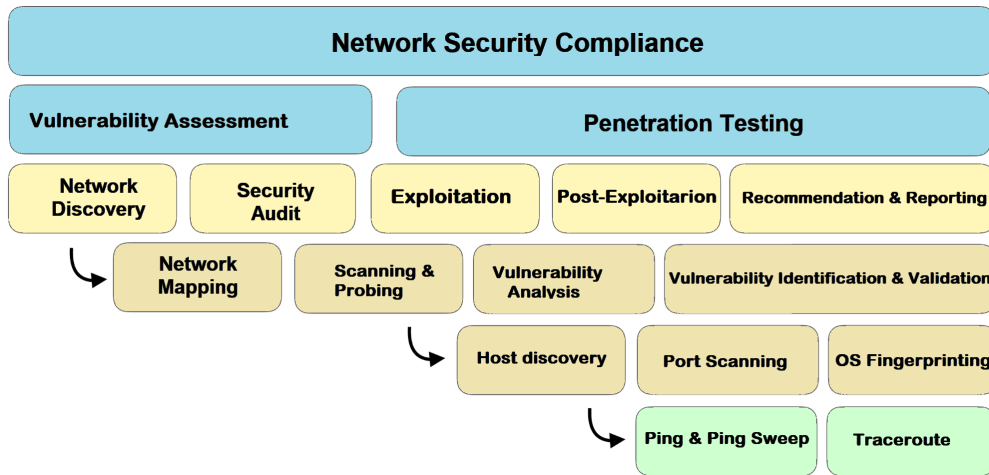 Network Security Compliance
Vulnerability Assessment
Penetration Testing
Network
Discovery
Security
Audit
Exploitation
Post-Exploitarion
Recommendation & Reporting
Network
Mapping
Scanning &
Probing
Vulnerability
Analysis
Vulnerability Identification & Validation
Host discovery
Port Scanning
OS Fingerprinting
Ping & Ping Sweep
Traceroute